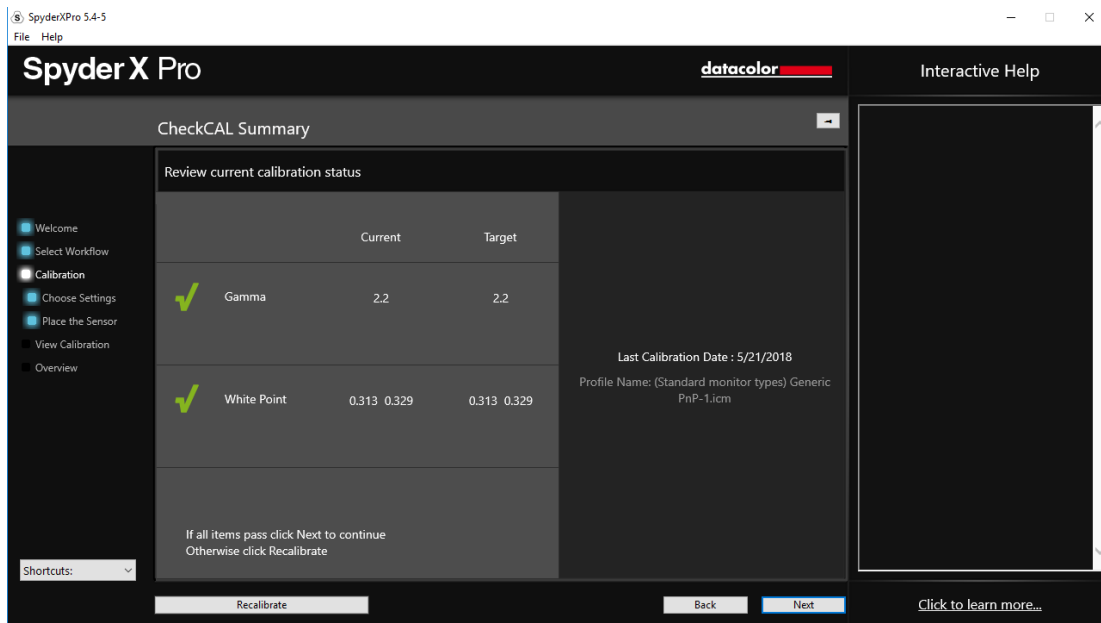 SpyderXPro 5.4-5
File Help
Spyder X Pro
datacolor
Interactive Help
CheckCAL Summary
Review current calibration status
Welcome
Select Workflow
Calibration
Choose Settings
Place the Sensor
View Calibration
Overview
Current Target
Gamma 2.2 2.2
White Point 0.313 0.329 0.313 0.329
If all items pass click Next to continue
Otherwise click Recalibrate
Last Calibration Date : 5/21/2018
Profile Name: (Standard monitor types) Generic
PnP-1.icm
Shortcuts:
Recalibrate Back Next
Click to learn more...